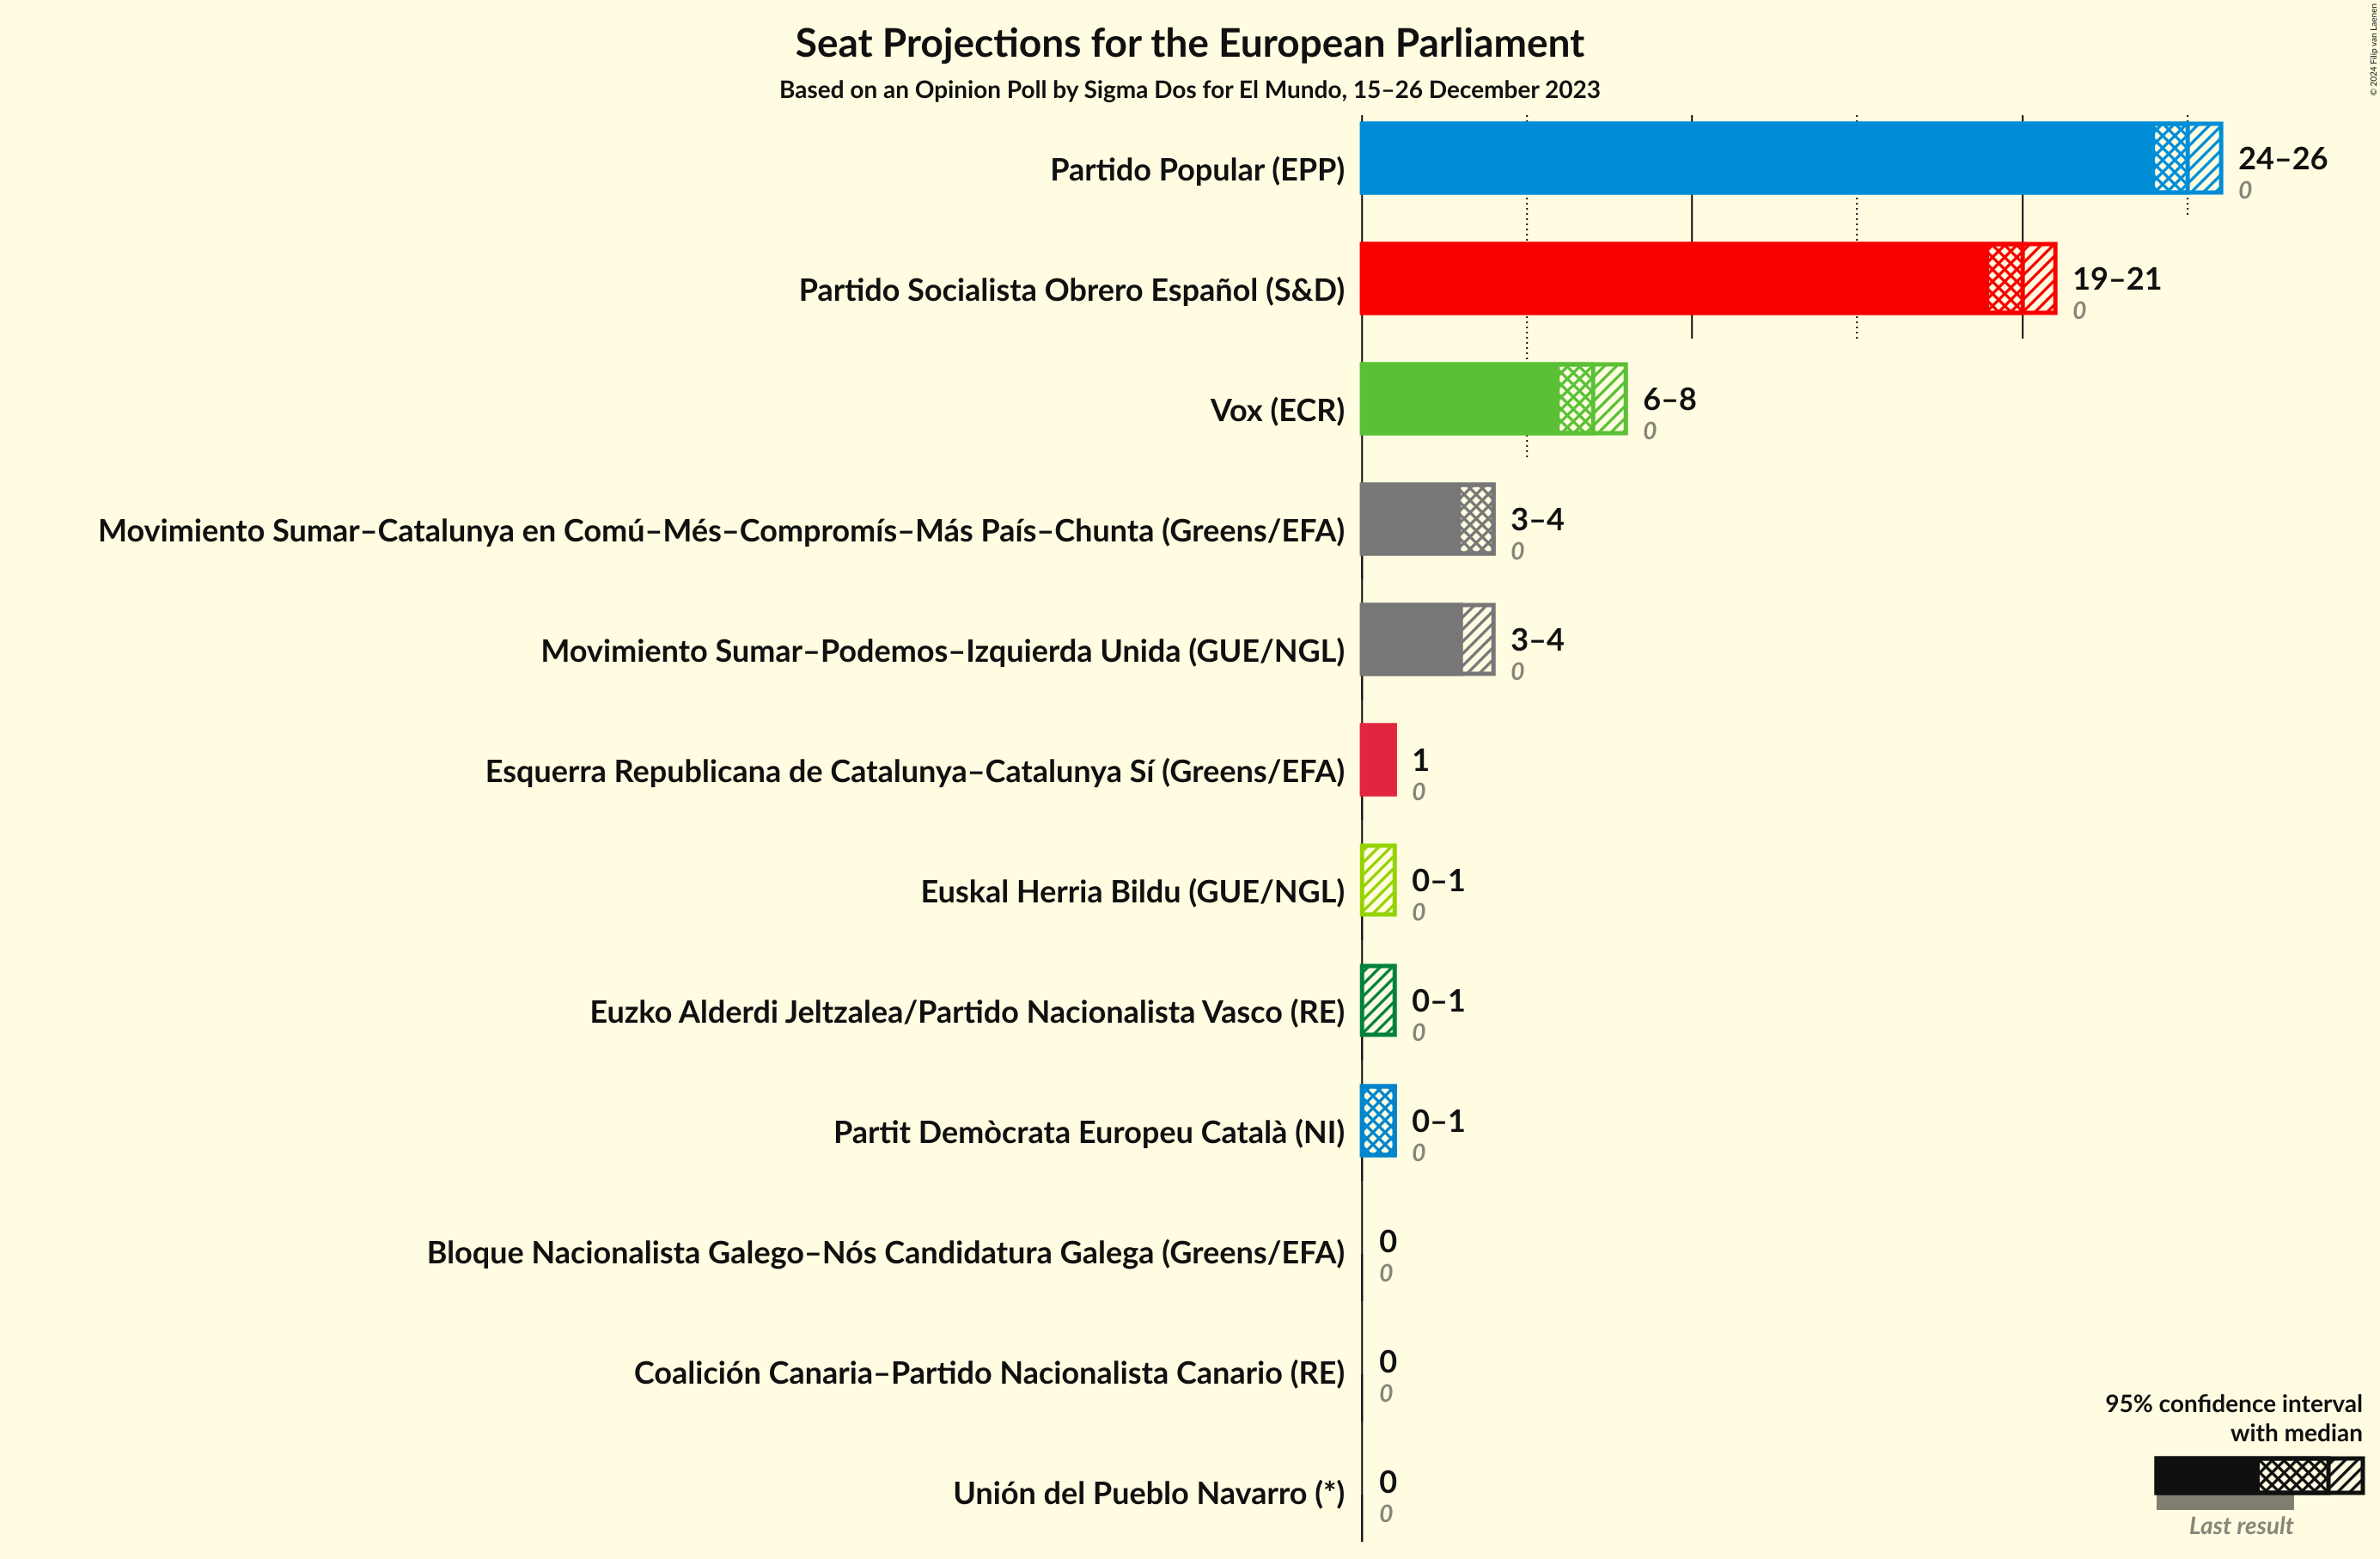 Seat Projections for the European Parliament
Based on an Opinion Poll by Sigma Dos for El Mundo, 15–26 December 2023
© 2024 Filip van Laenen
Partido Popular (EPP)
24–26
0
Partido Socialista Obrero Español (S&D)
19–21
0
Vox (ECR)
6–8
0
Movimiento Sumar–Catalunya en Comú–Més–Compromís–Más País–Chunta (Greens/EFA)
3–4
0
Movimiento Sumar–Podemos–Izquierda Unida (GUE/NGL)
3–4
0
Esquerra Republicana de Catalunya–Catalunya Sí (Greens/EFA)
1
0
Euskal Herria Bildu (GUE/NGL)
0–1
0
Euzko Alderdi Jeltzalea/Partido Nacionalista Vasco (RE)
0–1
0
Partit Demòcrata Europeu Català (NI)
0–1
0
Bloque Nacionalista Galego–Nós Candidatura Galega (Greens/EFA)
0
0
Coalición Canaria–Partido Nacionalista Canario (RE)
0
0
Unión del Pueblo Navarro (*)
0
0
95% confidence interval
with median
Last result